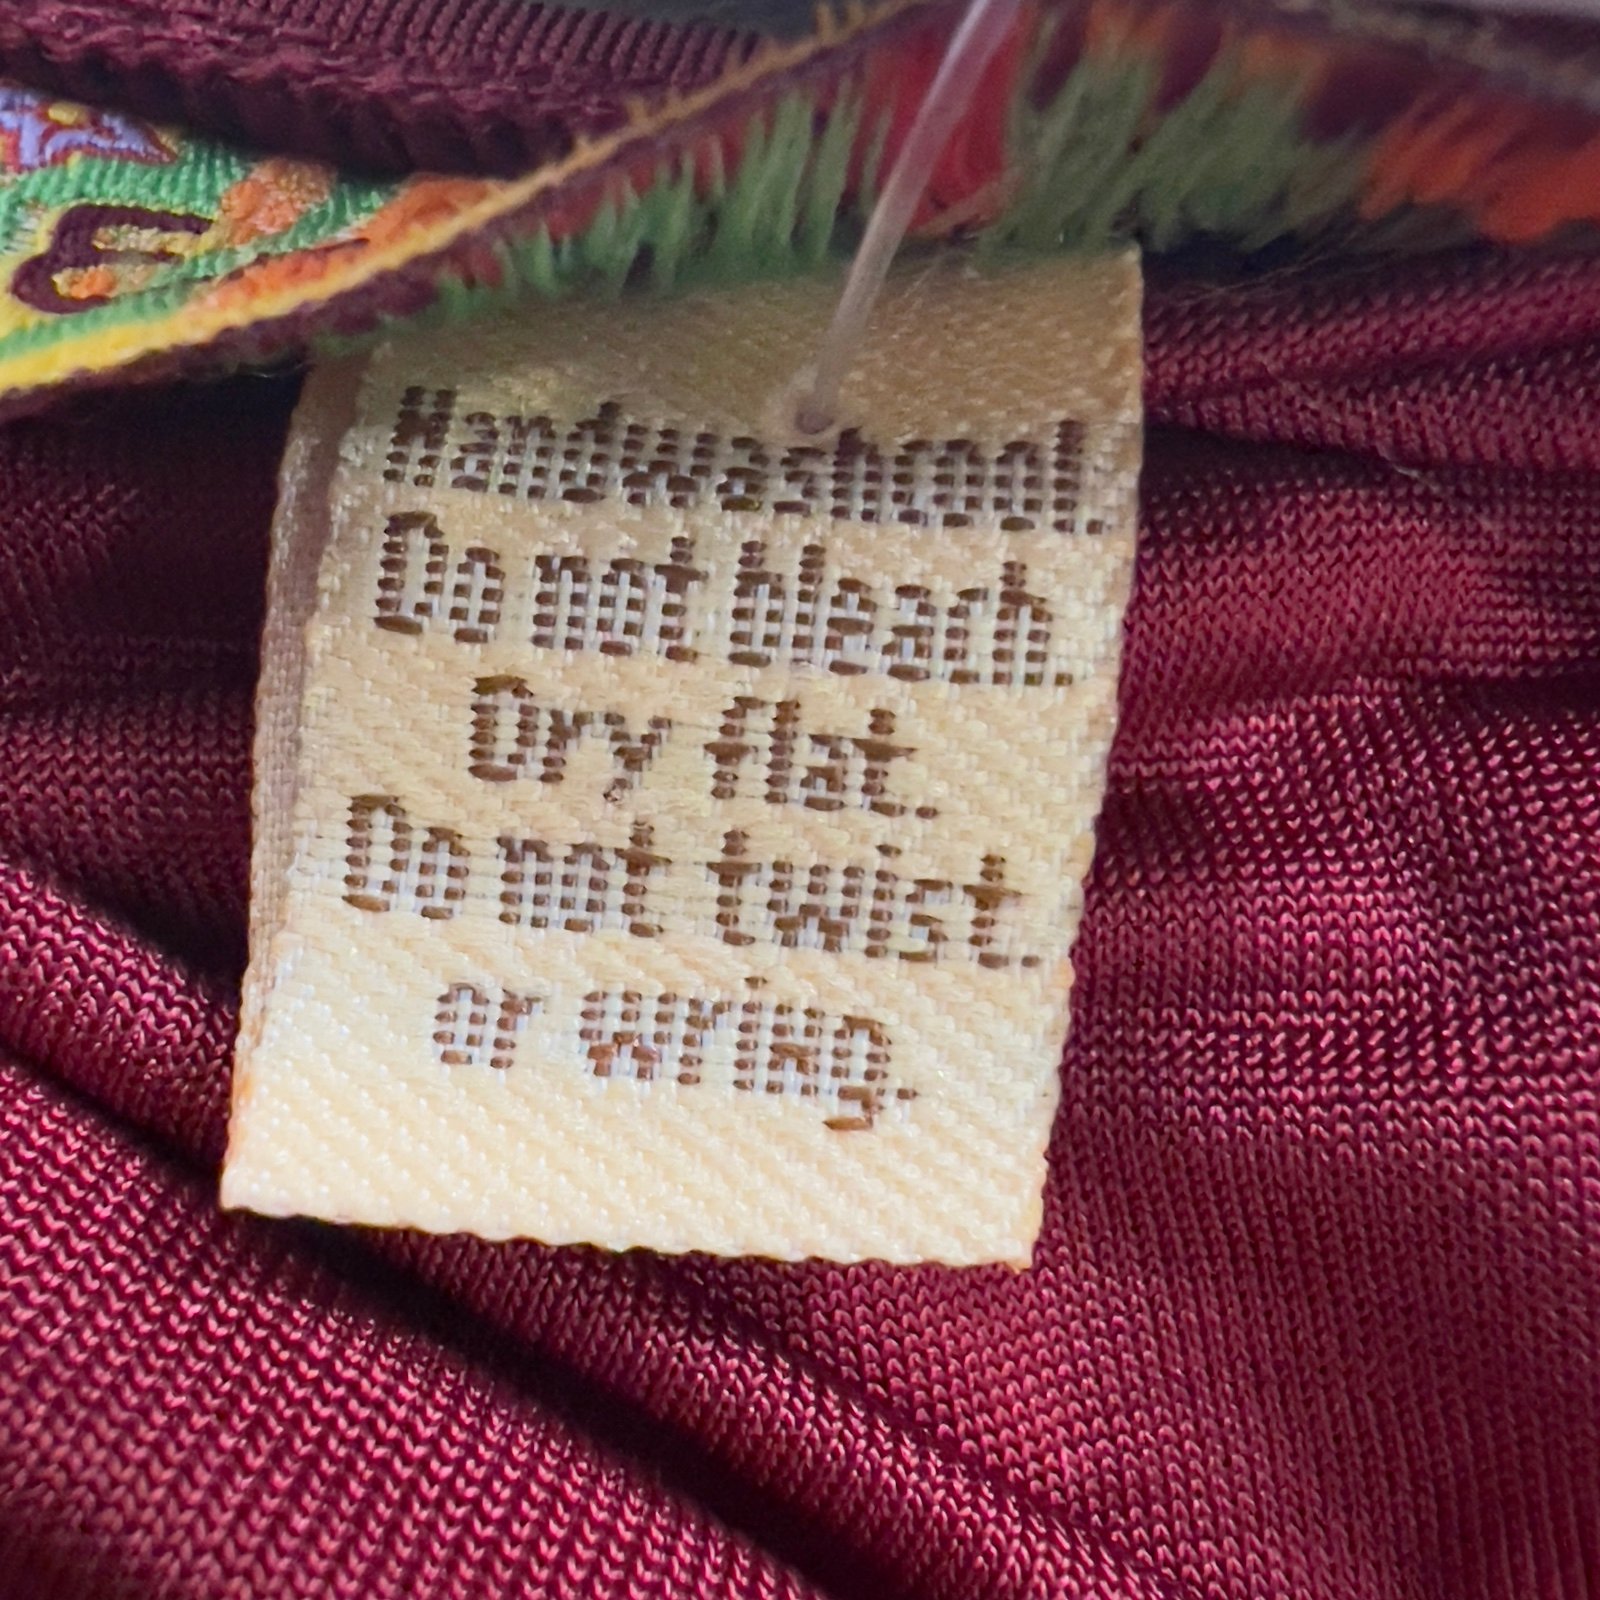 Handwash cool.
Do not bleach
Dry flat.
Do not twist.
or wring.